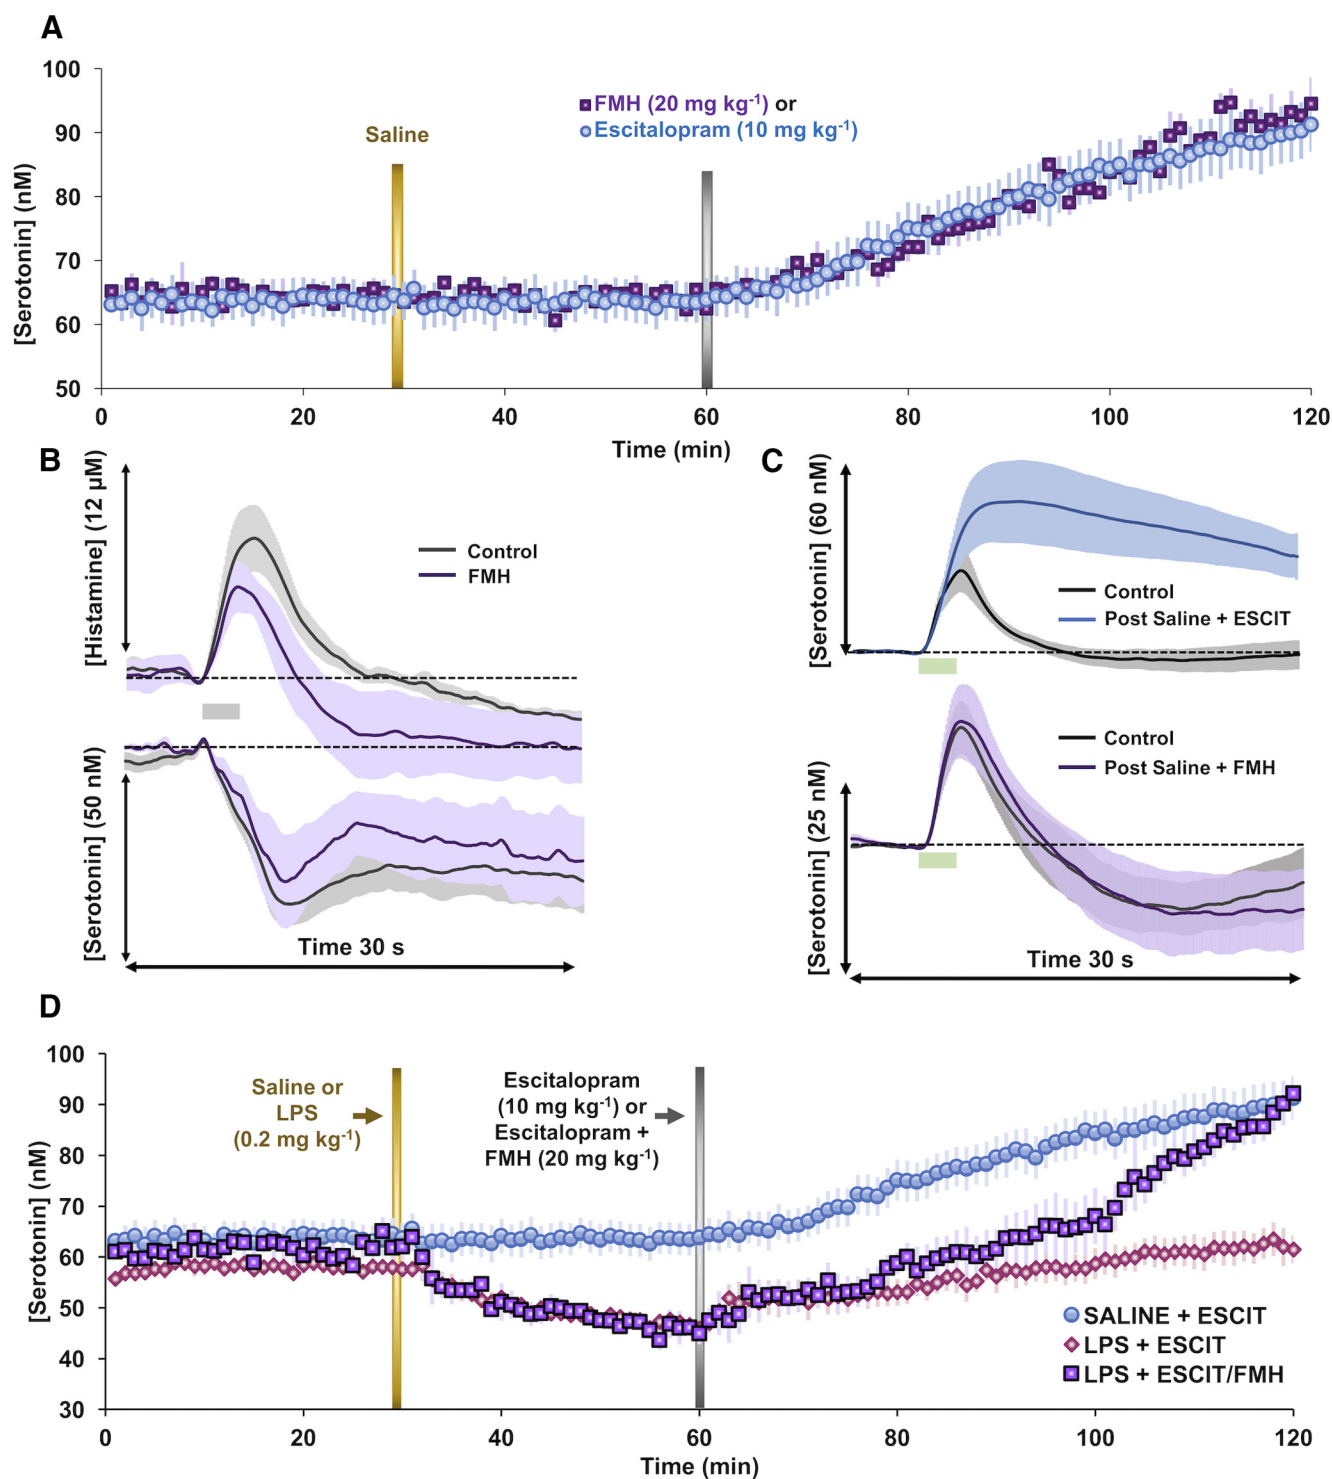 A
100
90
80
70
60
50
[Serotonin] (nM)
Saline
FMH (20 mg kg⁻¹) or
Escitalopram (10 mg kg⁻¹)
0 20 40 60 80 100 120
Time (min)
B
[Histamine] (12 µM)
Control
FMH
[Serotonin] (50 nM)
Time 30 s
C
[Serotonin] (60 nM)
Control
Post Saline + ESCIT
[Serotonin] (25 nM)
Control
Post Saline + FMH
Time 30 s
D
100
90
80
70
60
50
40
30
[Serotonin] (nM)
Saline or
LPS
(0.2 mg kg⁻¹)
Escitalopram
(10 mg kg⁻¹) or
Escitalopram +
FMH (20 mg kg⁻¹)
SALINE + ESCIT
LPS + ESCIT
LPS + ESCIT/FMH
0 20 40 60 80 100 120
Time (min)